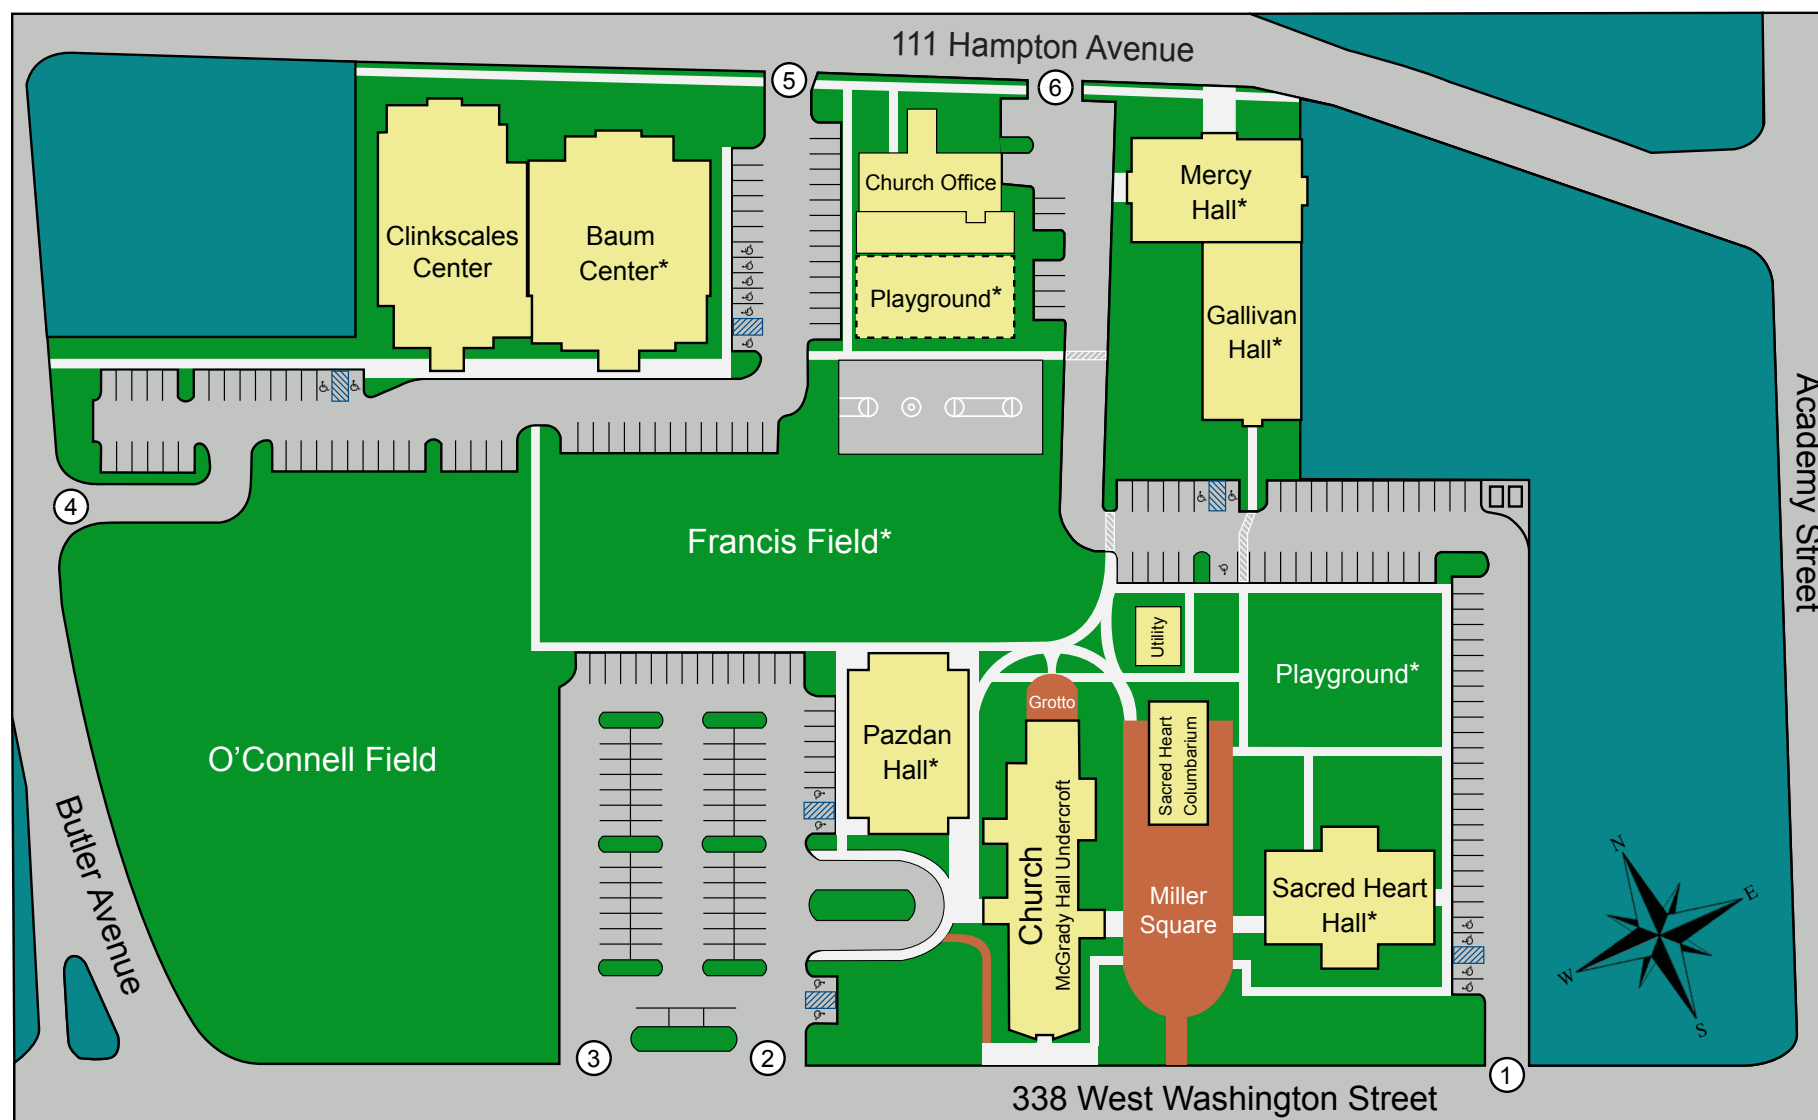 111 Hampton Avenue
5
6
Church Office
Mercy
Hall*
Clinkscales
Center
Baum
Center*
Playground*
Gallivan
Hall*
Academy Street
4
Francis Field*
Utility
Playground*
Grotto
O’Connell Field
Pazdan
Hall*
Sacred Heart
Columbarium
Church
McGrady Hall Undercroft
Butler Avenue
Miller
Square
Sacred Heart
Hall*
N
E
W
S
3
2
1
338 West Washington Street